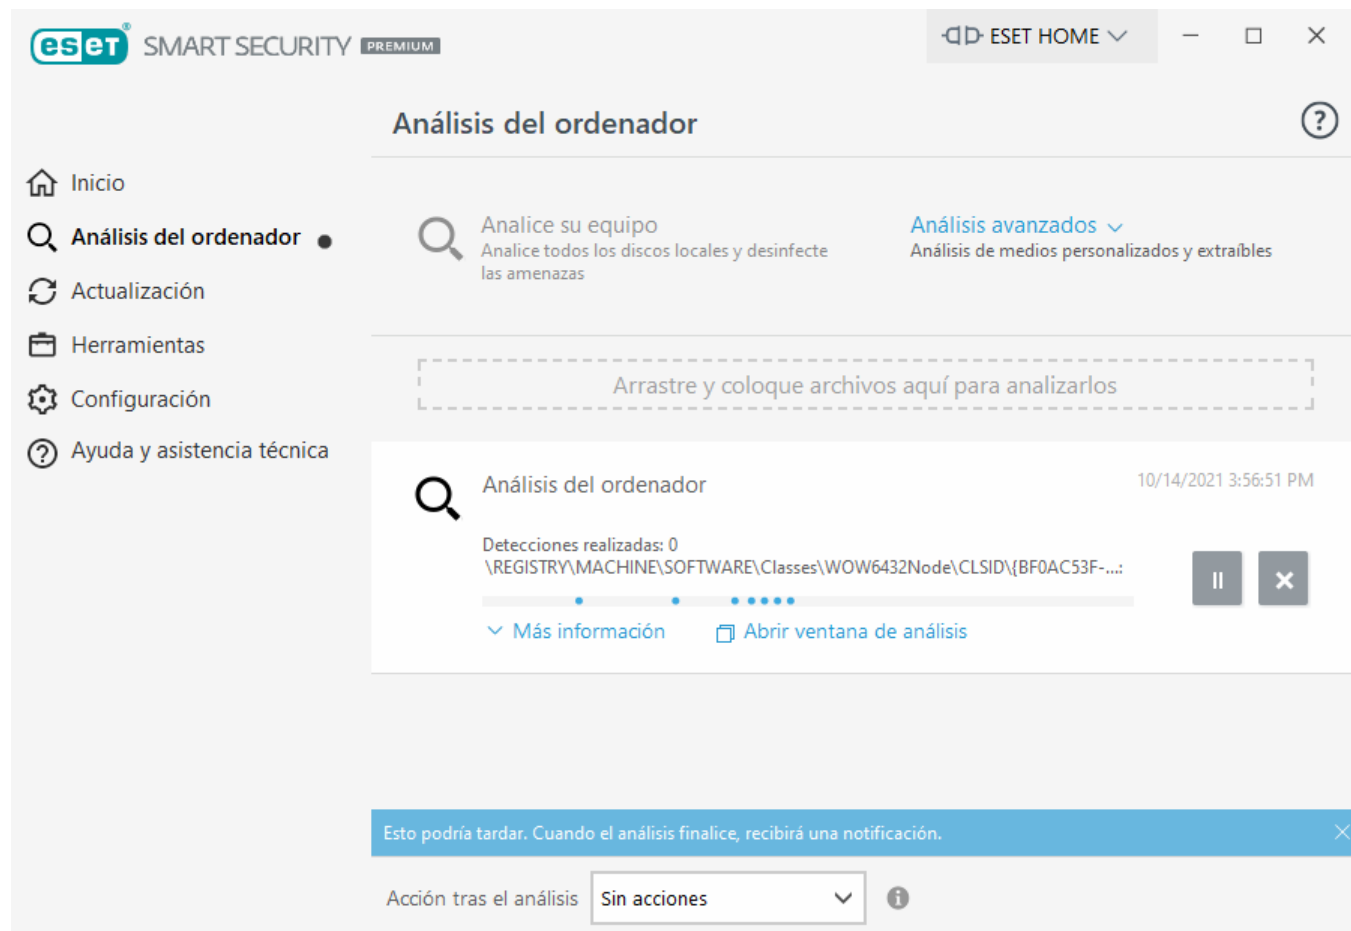 eset® SMART SECURITY PREMIUM
ESET HOME
Análisis del ordenador
Inicio
Análisis del ordenador
Actualización
Herramientas
Configuración
Ayuda y asistencia técnica
Analice su equipo
Analice todos los discos locales y desinfecte
las amenazas
Análisis avanzados
Análisis de medios personalizados y extraíbles
Arrastre y coloque archivos aquí para analizarlos
Análisis del ordenador
10/14/2021 3:56:51 PM
Detecciones realizadas: 0
\REGISTRY\MACHINE\SOFTWARE\Classes\WOW6432Node\CLSID\{BF0AC53F-...:
Más información
Abrir ventana de análisis
Esto podría tardar. Cuando el análisis finalice, recibirá una notificación.
Acción tras el análisis
Sin acciones